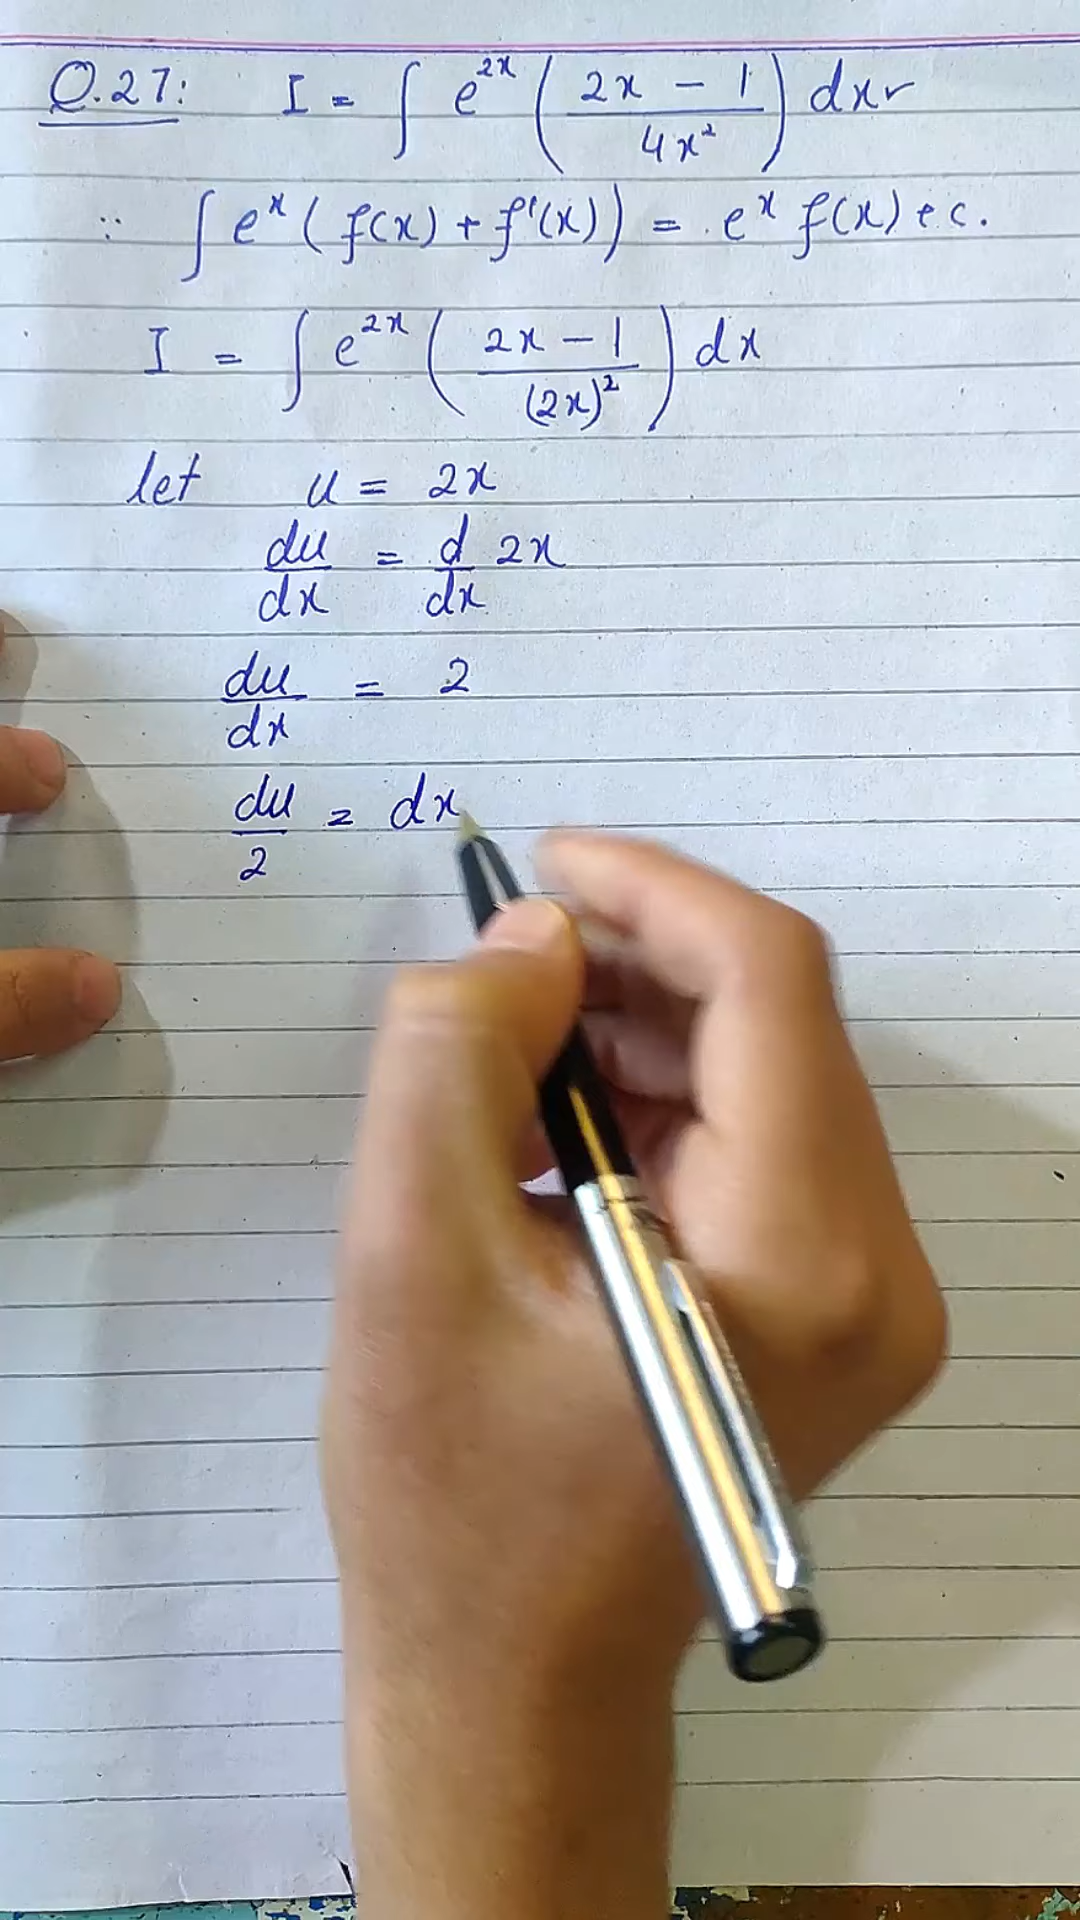 Q.27: I = ∫ e^{2x} ( (2x - 1) / 4x² ) dx
∵ ∫ e^x ( f(x) + f'(x) ) = e^x f(x) + c.
I = ∫ e^{2x} ( (2x - 1) / (2x)² ) dx
let u = 2x
du/dx = d/dx 2x
du/dx = 2
du/2 = dx